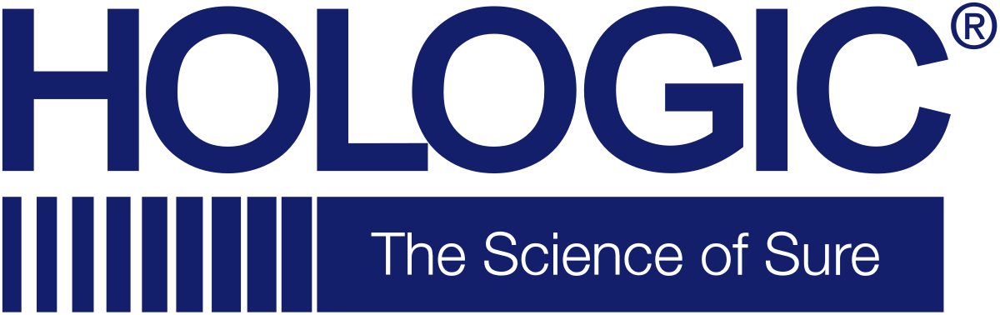 HOLOGIC®
The Science of Sure